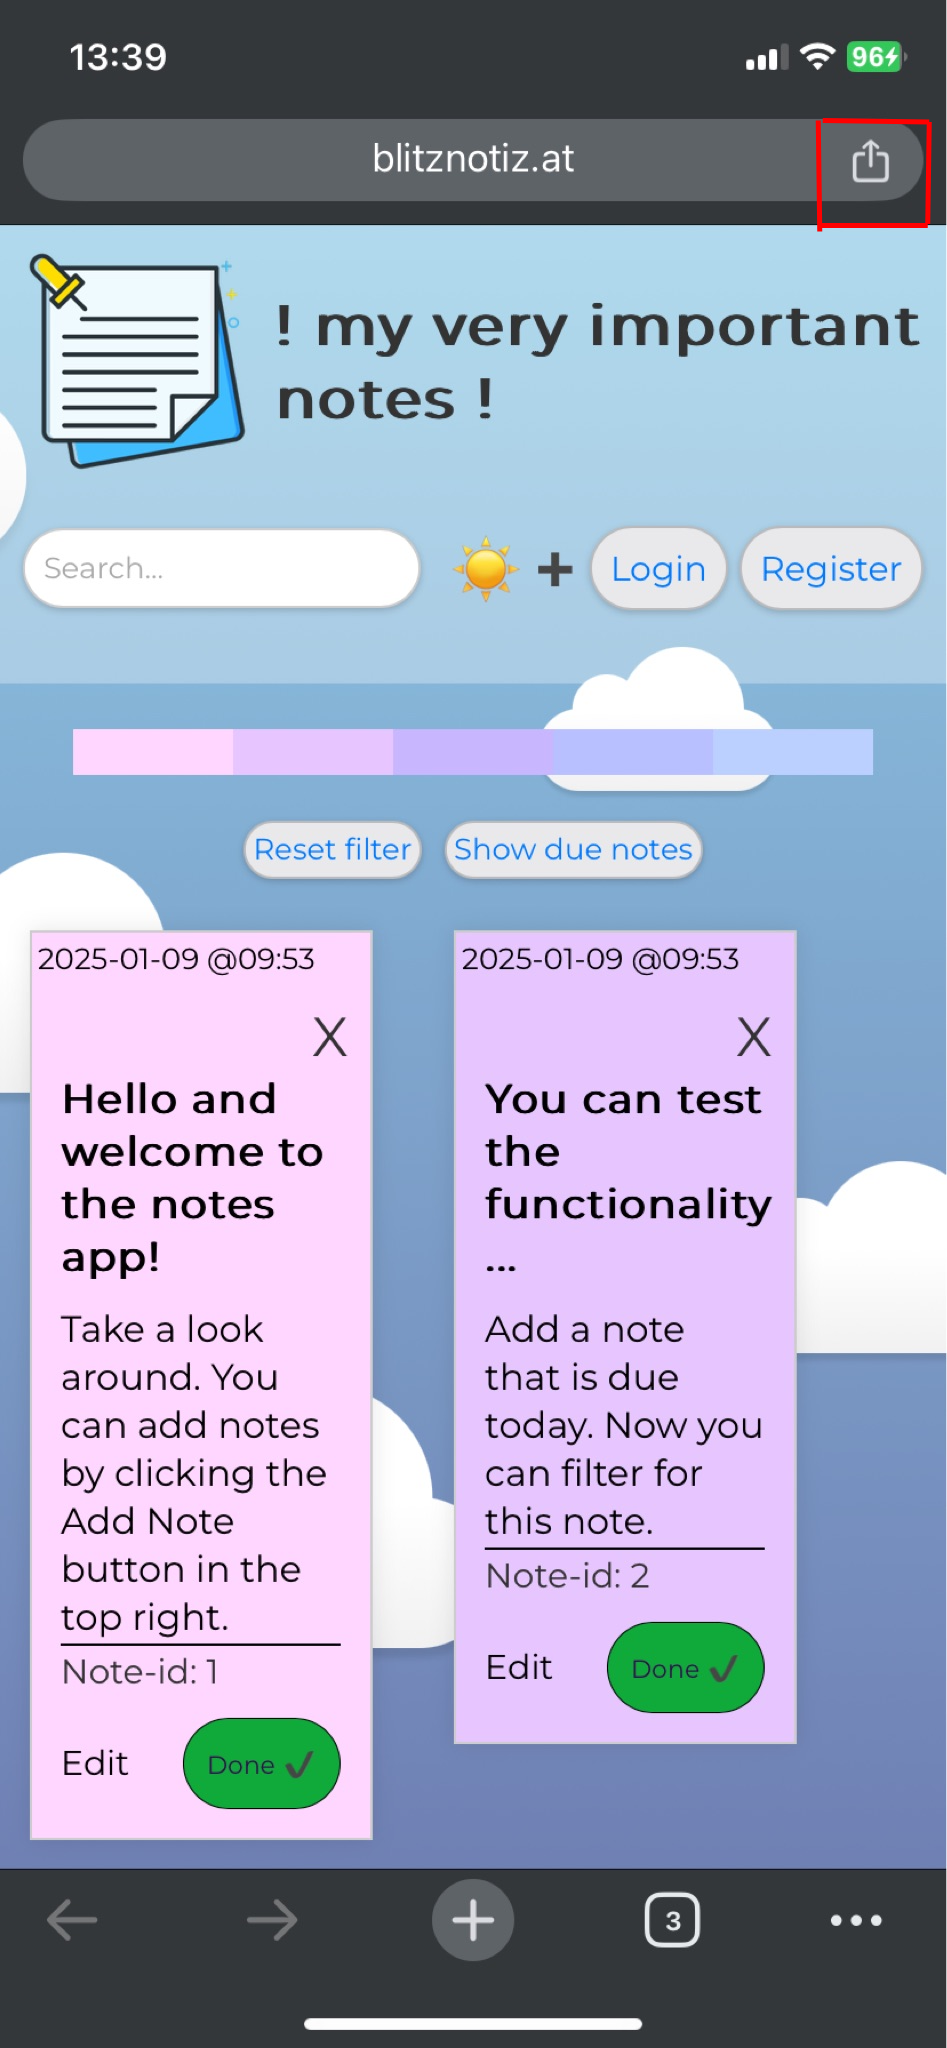 13:39
96
blitznotiz.at
! my very important
notes !
Search...
Login
Register
Reset filter
Show due notes
2025-01-09 @09:53
X
Hello and
welcome to
the notes
app!
Take a look
around. You
can add notes
by clicking the
Add Note
button in the
top right.
Note-id: 1
Edit
Done ✓
2025-01-09 @09:53
X
You can test
the
functionality
...
Add a note
that is due
today. Now you
can filter for
this note.
Note-id: 2
Edit
Done ✓
3